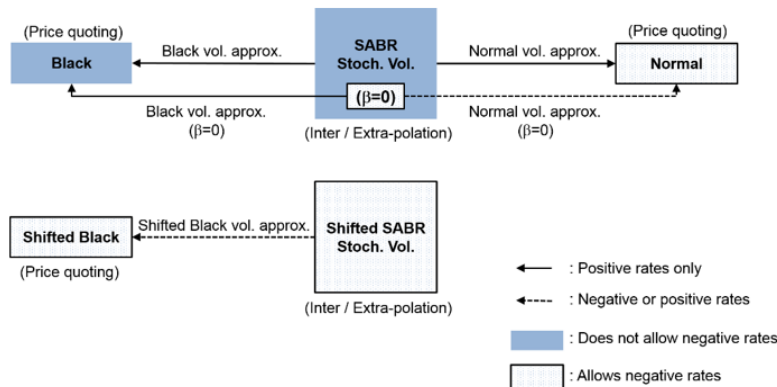 (Price quoting)
Black
Black vol. approx.
SABR
Stoch. Vol.
Normal vol. approx.
(Price quoting)
Normal
(β=0)
Black vol. approx.
(β=0)
Normal vol. approx.
(β=0)
(Inter / Extra-polation)
Shifted Black
(Price quoting)
Shifted Black vol. approx.
Shifted SABR
Stoch. Vol.
(Inter / Extra-polation)
: Positive rates only
: Negative or positive rates
: Does not allow negative rates
: Allows negative rates